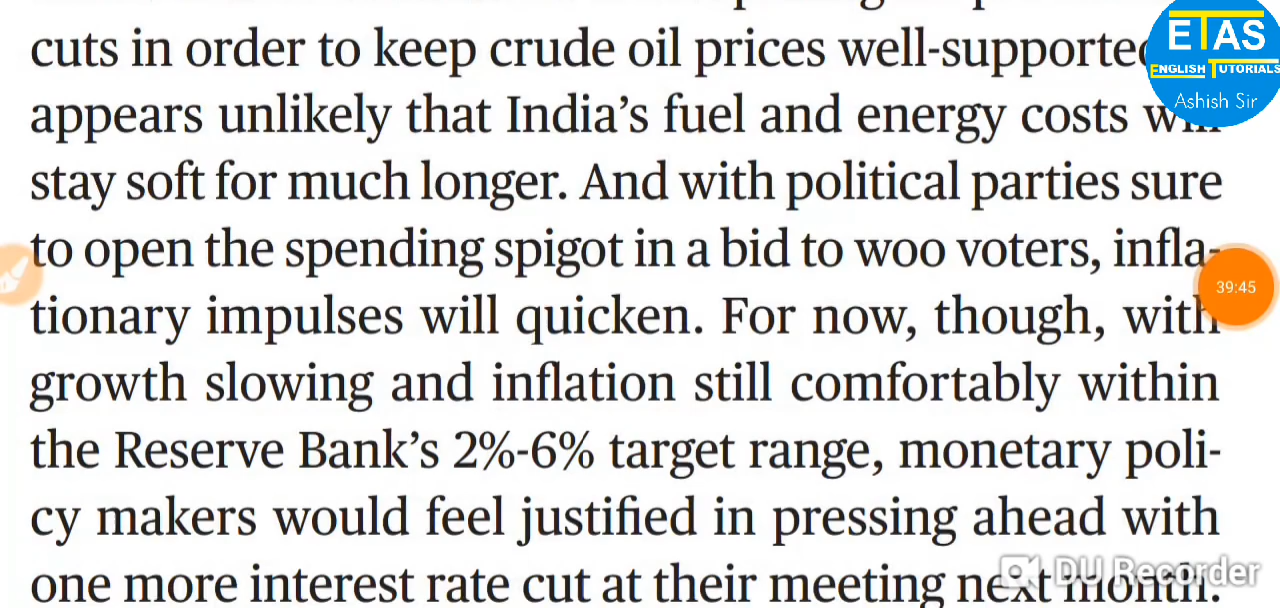 cuts in order to keep crude oil prices well-supported
appears unlikely that India's fuel and energy costs will
stay soft for much longer. And with political parties sure
to open the spending spigot in a bid to woo voters, infla-
tionary impulses will quicken. For now, though, with
growth slowing and inflation still comfortably within
the Reserve Bank's 2%-6% target range, monetary poli-
cy makers would feel justified in pressing ahead with
one more interest rate cut at their meeting next month.
ETAS
ENGLISH TUTORIALS
Ashish Sir
39:45
DU Recorder